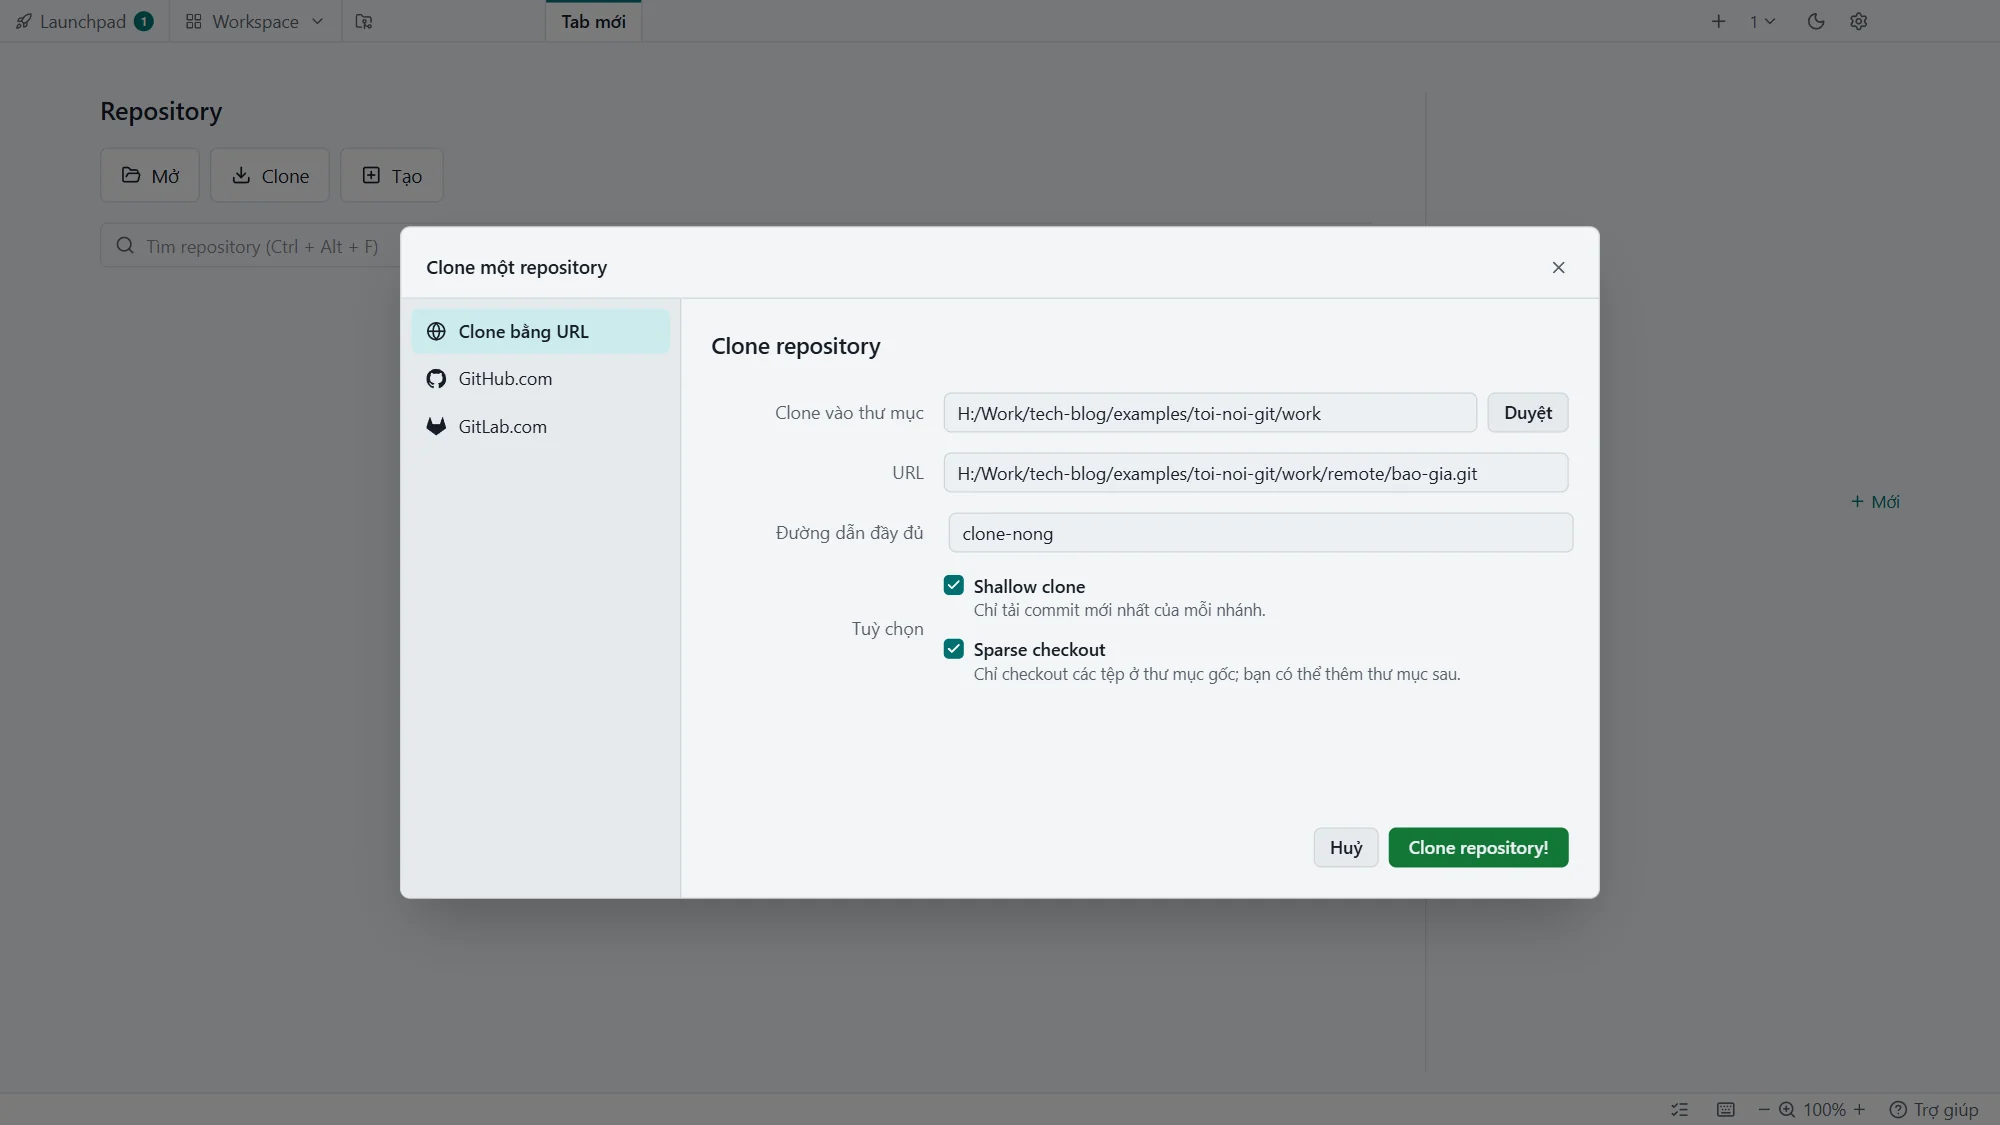 Launchpad 1 Workspace Tab mới 1
Repository
Mở Clone Tạo
Tìm repository (Ctrl + Alt + F)
Clone một repository
Clone bằng URL
GitHub.com
GitLab.com
Clone repository
Clone vào thư mục H:/Work/tech-blog/examples/toi-noi-git/work Duyệt
URL H:/Work/tech-blog/examples/toi-noi-git/work/remote/bao-gia.git
+ Mới
Đường dẫn đầy đủ clone-nong
Tuỳ chọn
Shallow clone
Chỉ tải commit mới nhất của mỗi nhánh.
Sparse checkout
Chỉ checkout các tệp ở thư mục gốc; bạn có thể thêm thư mục sau.
Huỷ Clone repository!
100% Trợ giúp